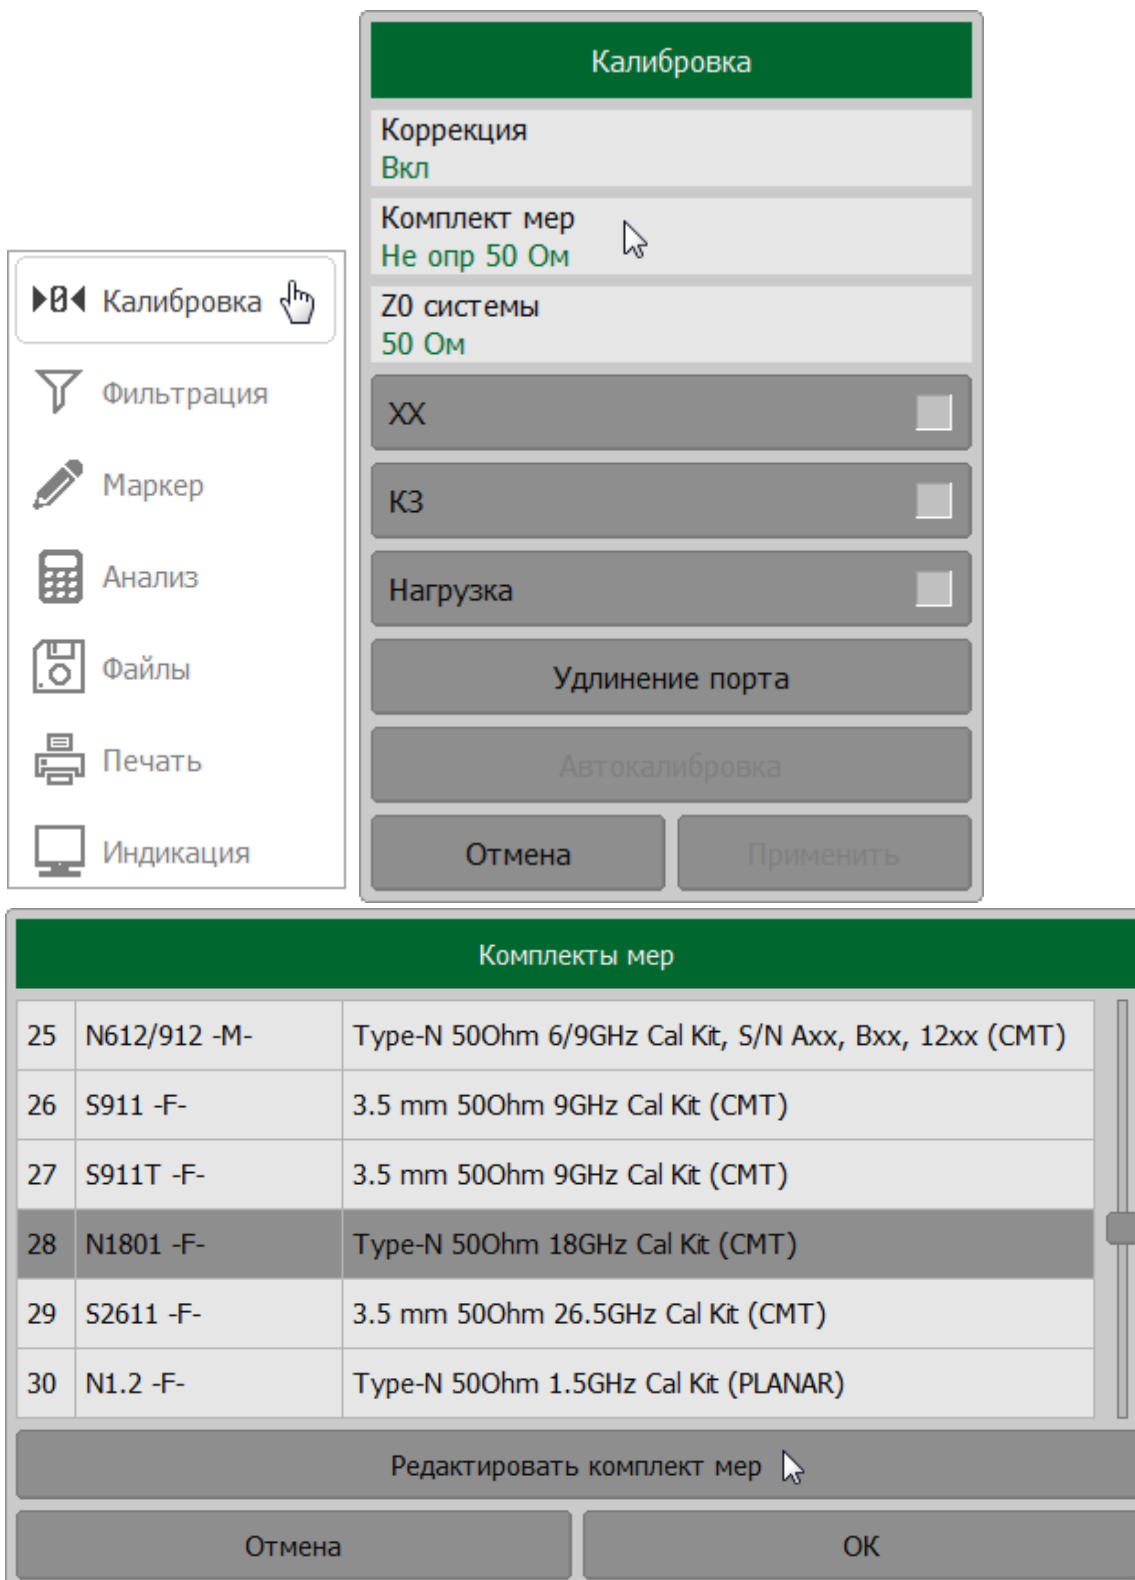 Калибровка
Фильтрация
Маркер
Анализ
Файлы
Печать
Индикация
Калибровка
Коррекция
Вкл
Комплект мер
Не опр 50 Ом
Z0 системы
50 Ом
ХХ
КЗ
Нагрузка
Удлинение порта
Автокалибровка
Отмена Применить
Комплекты мер
25 N612/912 -M- Type-N 50Ohm 6/9GHz Cal Kit, S/N Axx, Bxx, 12xx (CMT)
26 S911 -F- 3.5 mm 50Ohm 9GHz Cal Kit (CMT)
27 S911T -F- 3.5 mm 50Ohm 9GHz Cal Kit (CMT)
28 N1801 -F- Type-N 50Ohm 18GHz Cal Kit (CMT)
29 S2611 -F- 3.5 mm 50Ohm 26.5GHz Cal Kit (CMT)
30 N1.2 -F- Type-N 50Ohm 1.5GHz Cal Kit (PLANAR)
Редактировать комплект мер
Отмена ОК